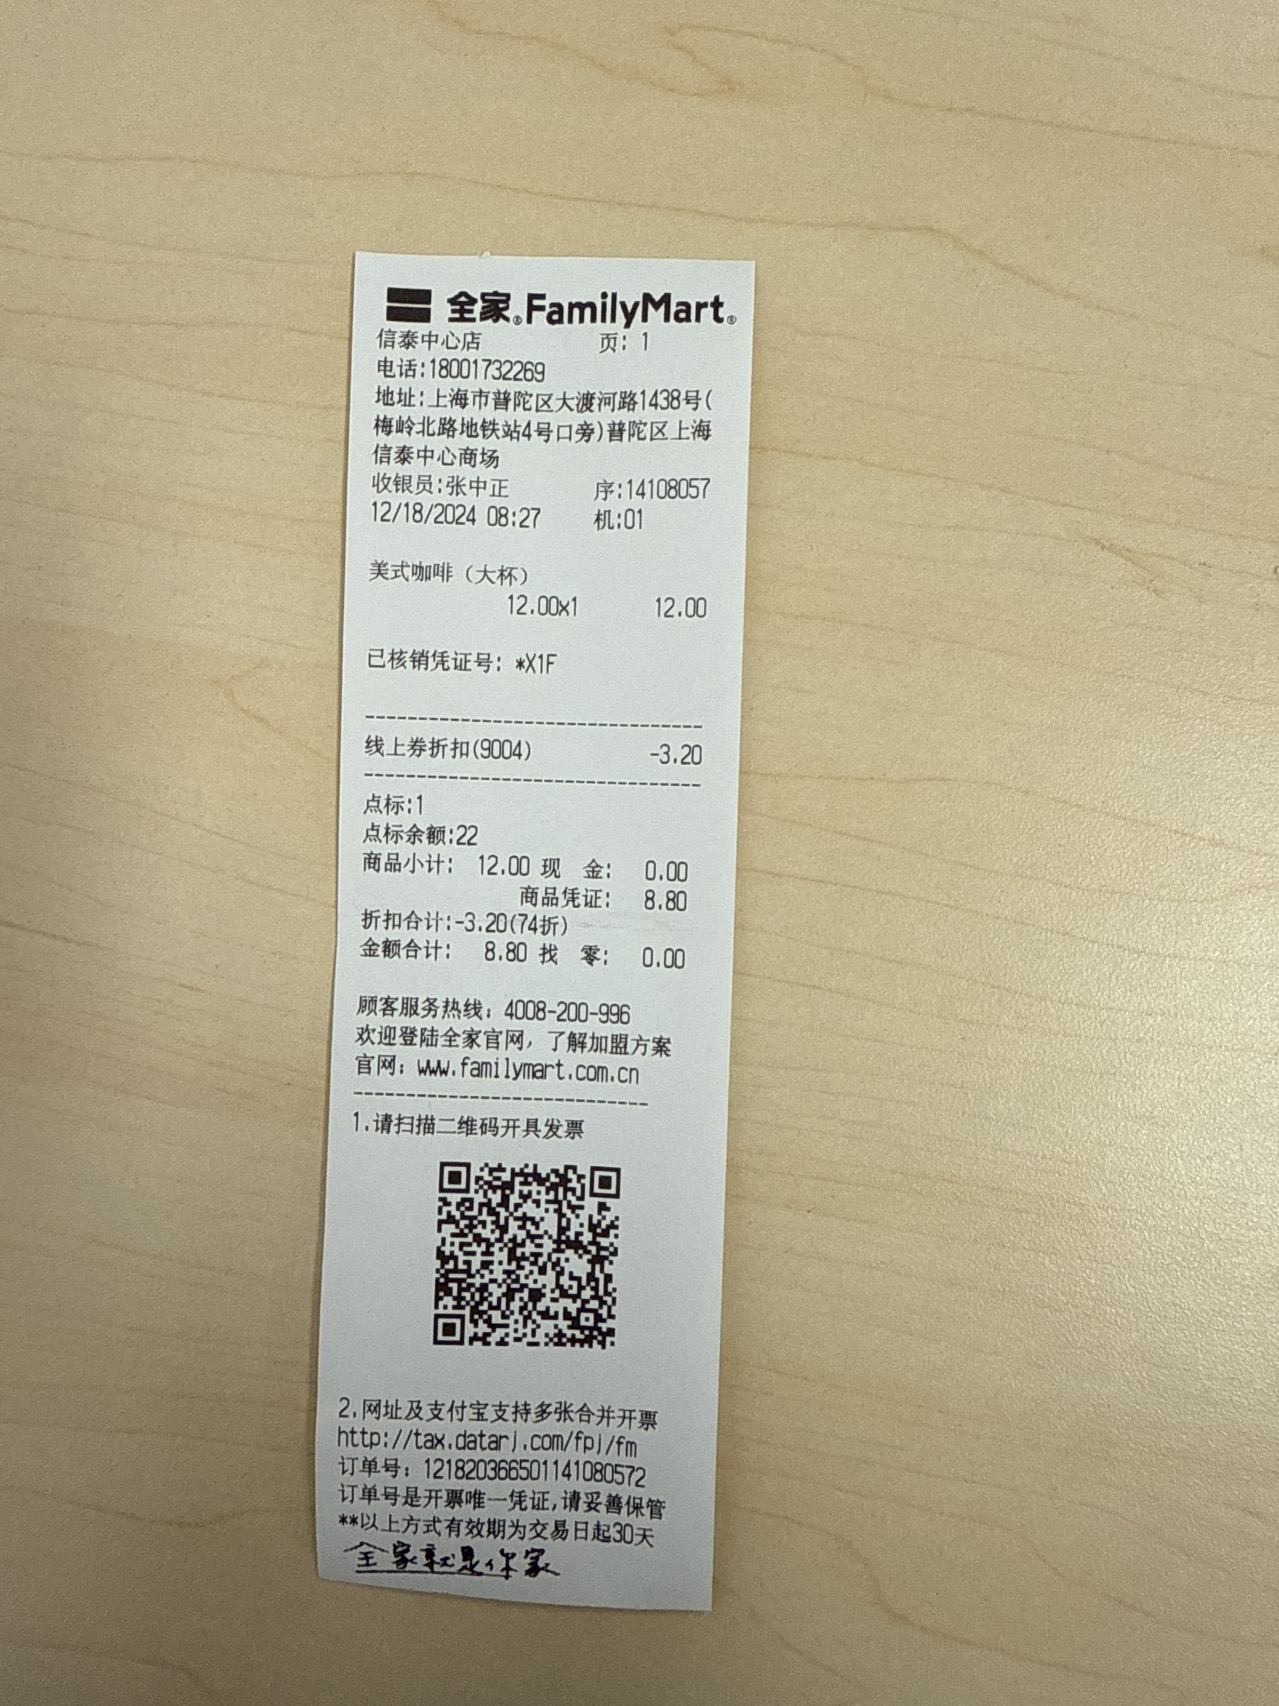 全家®FamilyMart®
信泰中心店 页: 1
电话:18001732269
地址:上海市普陀区大渡河路1438号(
梅岭北路地铁站4号口旁)普陀区上海
信泰中心商场
收银员:张中正 序:14108057
12/18/2024 08:27 机:01
美式咖啡（大杯）
12.00x1 12.00
已核销凭证号: *X1F
--------------------------------
线上券折扣(9004) -3.20
--------------------------------
点标:1
点标余额:22
商品小计: 12.00 现 金: 0.00
商品凭证: 8.80
折扣合计:-3.20(74折)
金额合计: 8.80 找 零: 0.00
顾客服务热线: 4008-200-996
欢迎登陆全家官网, 了解加盟方案
官网: www.familymart.com.cn
----------------------------
1.请扫描二维码开具发票
2.网址及支付宝支持多张合并开票
http://tax.datarj.com/fpj/fm
订单号: 121820366501141080572
订单号是开票唯一凭证,请妥善保管
**以上方式有效期为交易日起30天
全家就是你家